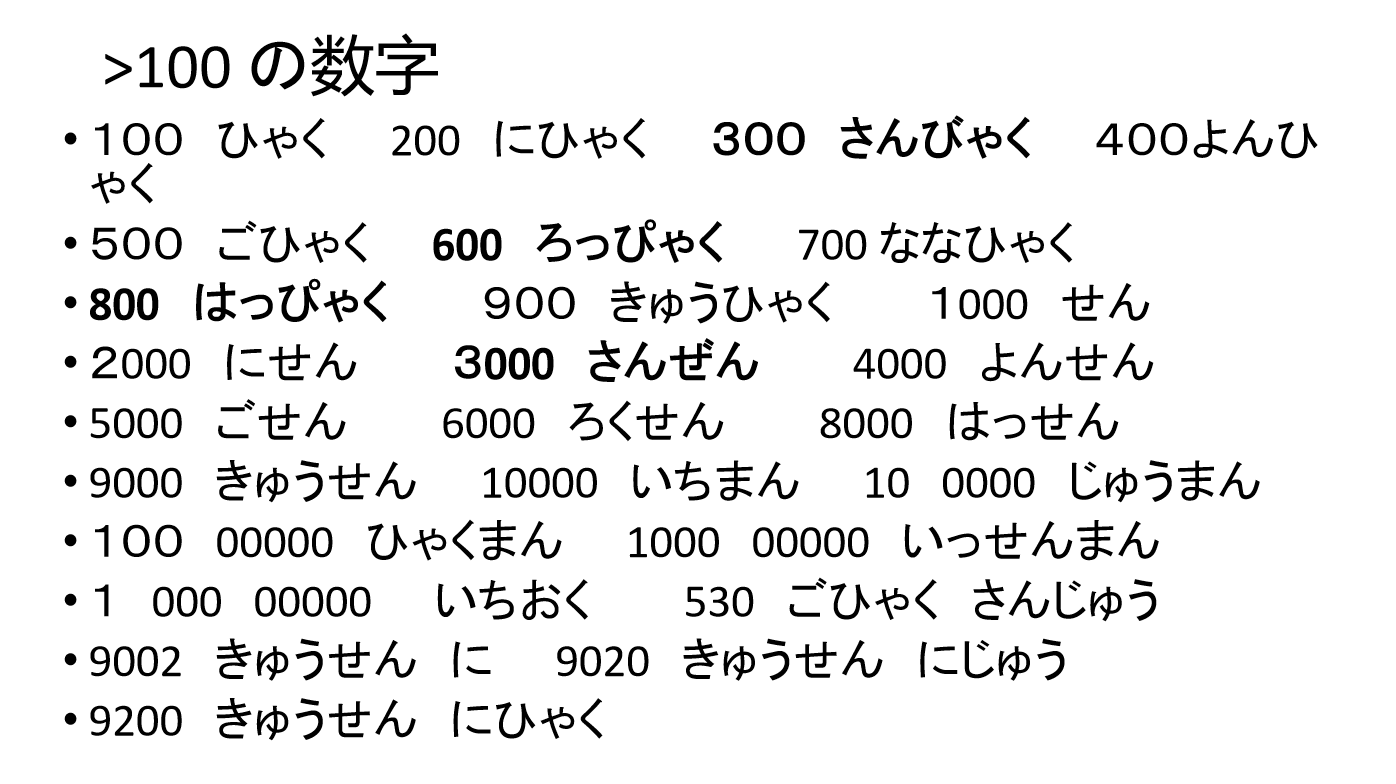 >100 の数字
• １００　ひゃく　 200　にひゃく　 ３００　さんびゃく　 ４００よんひ
ゃく
• ５００　ごひゃく　 600　ろっぴゃく　 700 ななひゃく
• 800　はっぴゃく　　９００　きゅうひゃく　　１000　せん
• ２000　にせん　　３000　さんぜん　　4000　よんせん
• 5000　ごせん　　6000　ろくせん　　8000　はっせん
• 9000　きゅうせん　 10000　いちまん　 10　0000　じゅうまん
• １００　00000　ひゃくまん　 1000　00000　いっせんまん
• １　000　00000　 いちおく　　530　ごひゃく　さんじゅう
• 9002　きゅうせん　に　 9020　きゅうせん　にじゅう
• 9200　きゅうせん　にひゃく